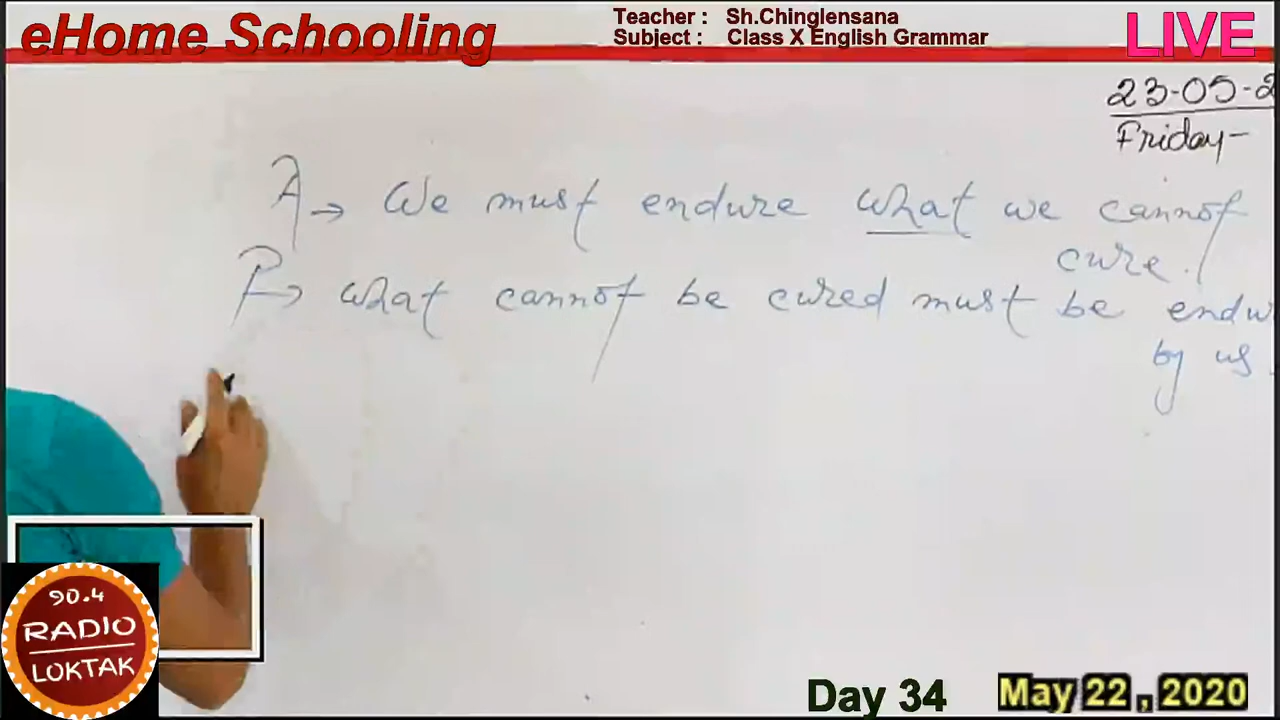 eHome Schooling
Teacher : Sh.Chinglensana
Subject : Class X English Grammar
LIVE
23-05-2
Friday-
A → We must endure what we cannot
cure.
P → What cannot be cured must be endu
by us.
90.4
RADIO
LOKTAK
Day 34
May 22 , 2020